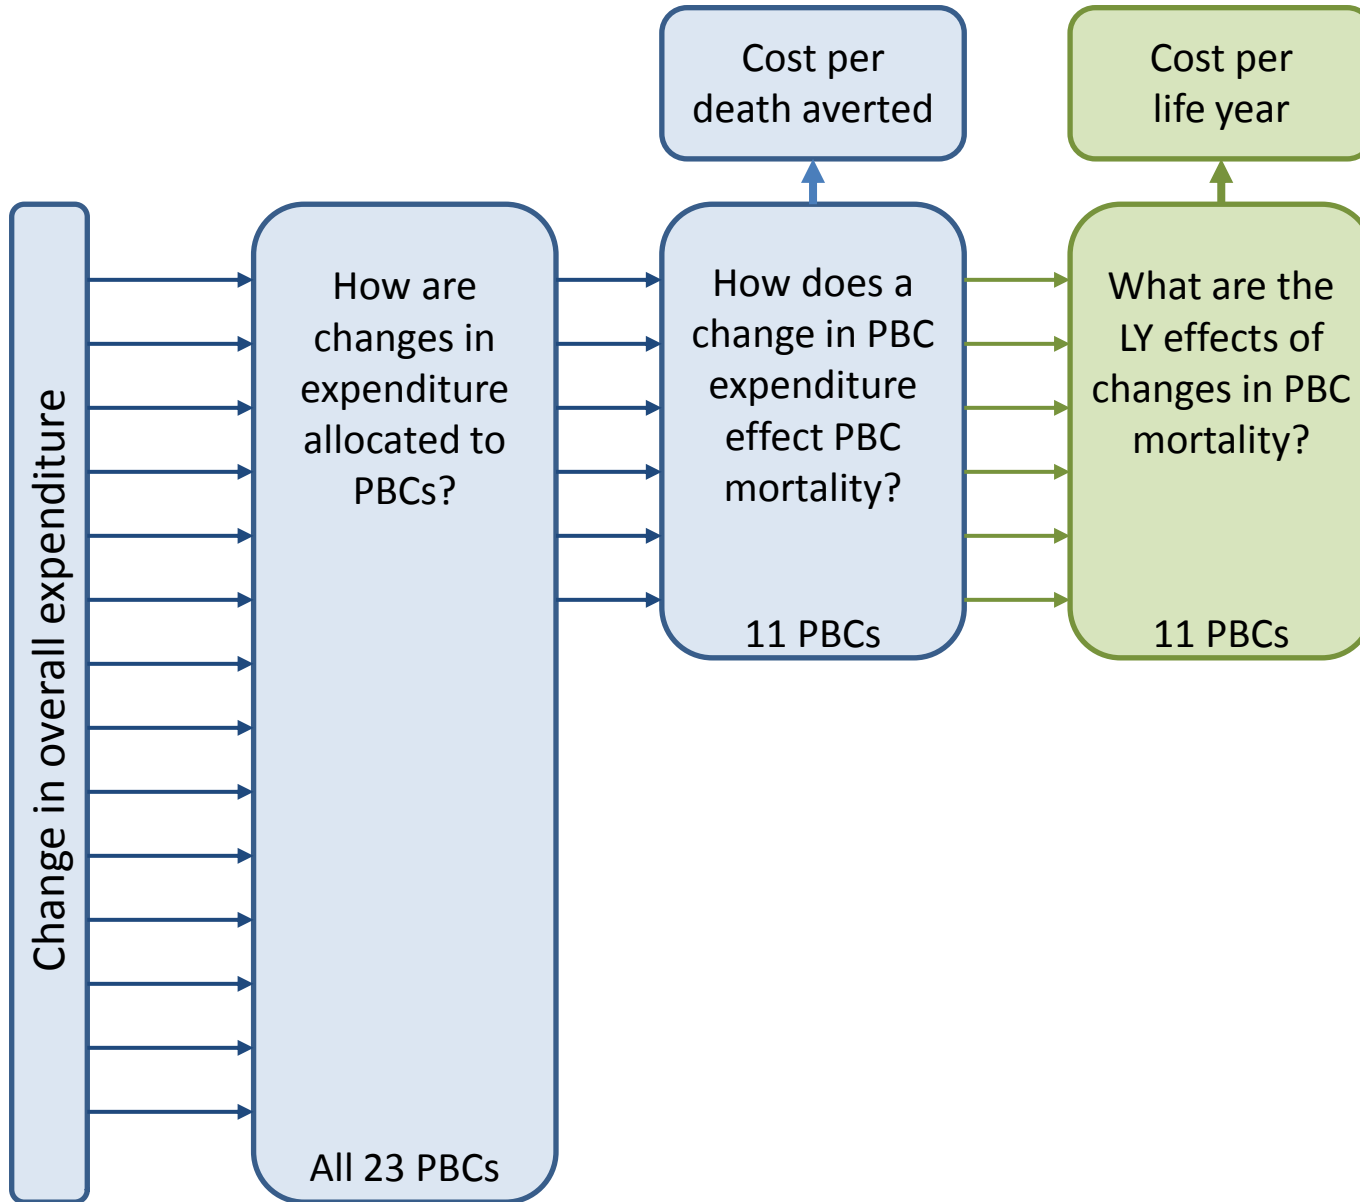 Cost per
death averted
Cost per
life year
Change in overall expenditure
How are
changes in
expenditure
allocated to
PBCs?
All 23 PBCs
How does a
change in PBC
expenditure
effect PBC
mortality?
11 PBCs
What are the
LY effects of
changes in PBC
mortality?
11 PBCs